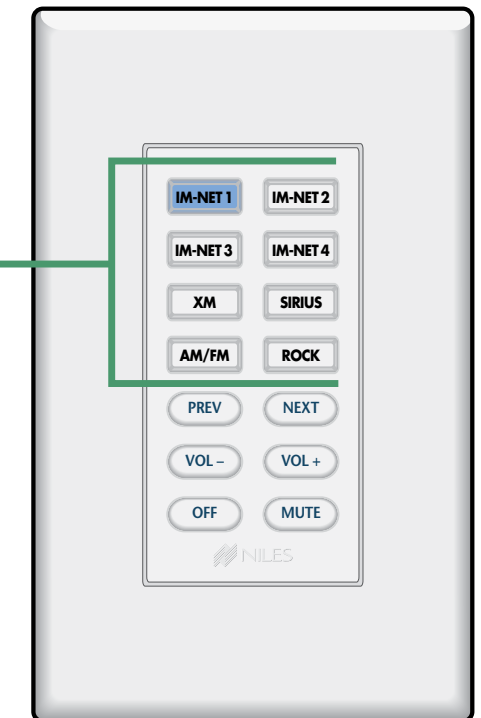 IM-NET 1 IM-NET 2
IM-NET 3 IM-NET 4
XM SIRIUS
AM/FM ROCK
PREV NEXT
VOL – VOL +
OFF MUTE
NILES